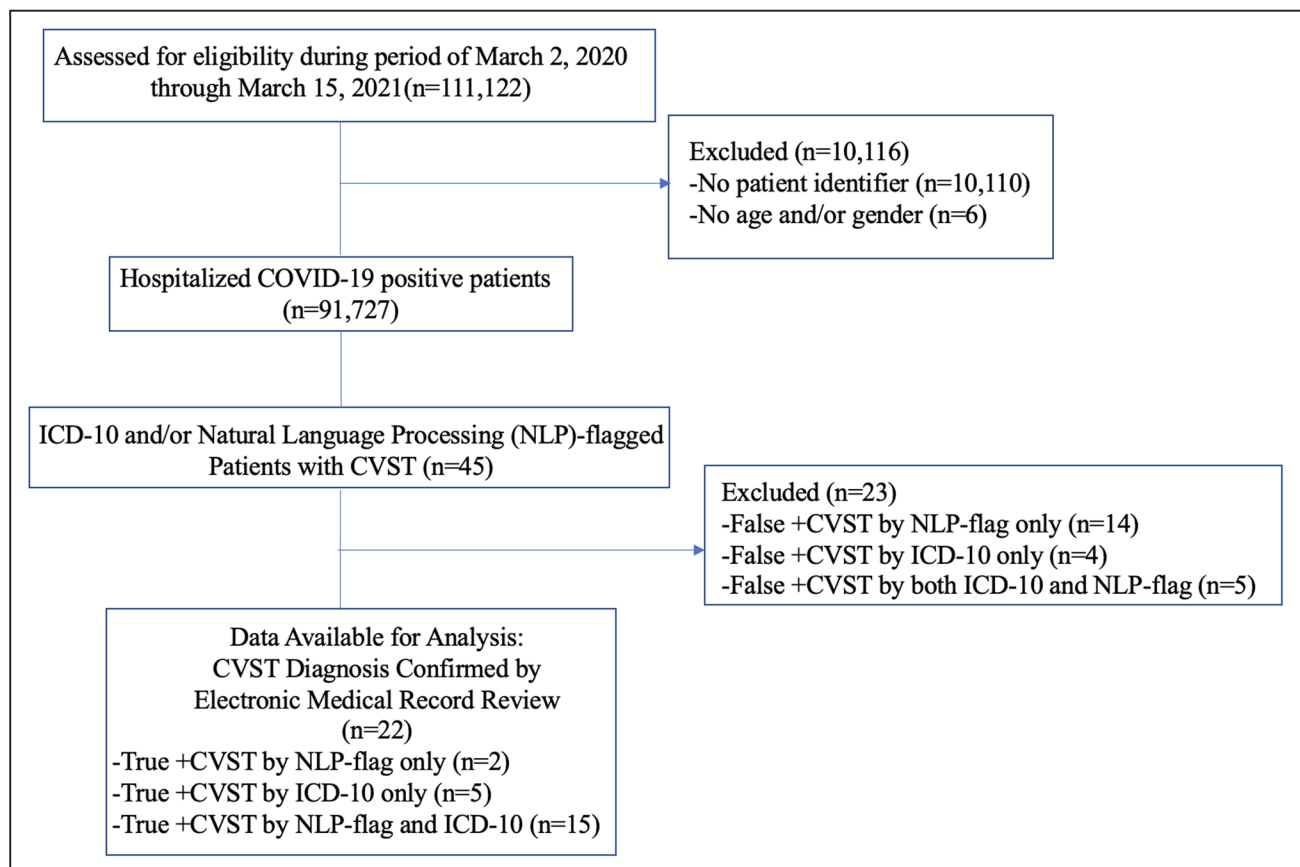 Assessed for eligibility during period of March 2, 2020
through March 15, 2021(n=111,122)
Excluded (n=10,116)
-No patient identifier (n=10,110)
-No age and/or gender (n=6)
Hospitalized COVID-19 positive patients
(n=91,727)
ICD-10 and/or Natural Language Processing (NLP)-flagged
Patients with CVST (n=45)
Excluded (n=23)
-False +CVST by NLP-flag only (n=14)
-False +CVST by ICD-10 only (n=4)
-False +CVST by both ICD-10 and NLP-flag (n=5)
Data Available for Analysis:
CVST Diagnosis Confirmed by
Electronic Medical Record Review
(n=22)
-True +CVST by NLP-flag only (n=2)
-True +CVST by ICD-10 only (n=5)
-True +CVST by NLP-flag and ICD-10 (n=15)